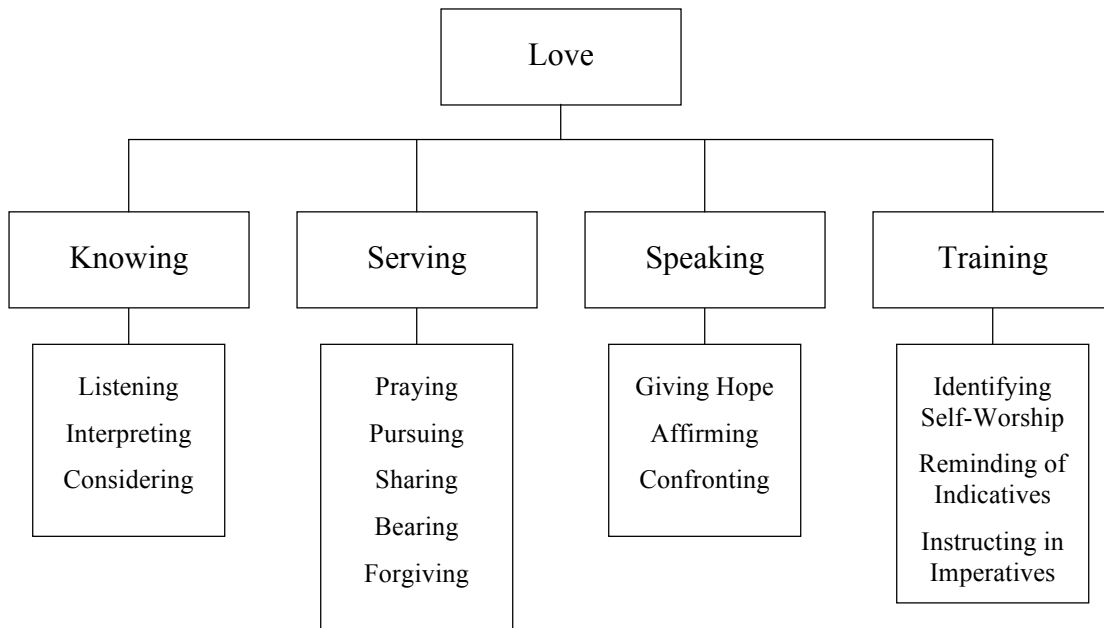 Love
Knowing
Serving
Speaking
Training
Listening
Interpreting
Considering
Praying
Pursuing
Sharing
Bearing
Forgiving
Giving Hope
Affirming
Confronting
Identifying
Self-Worship
Reminding of
Indicatives
Instructing in
Imperatives